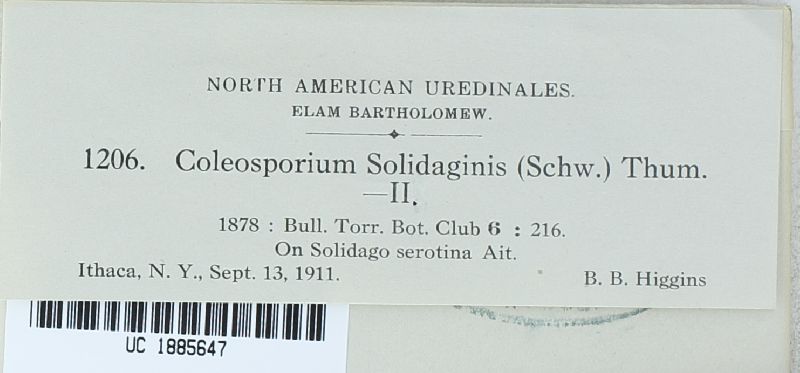 NORTH AMERICAN UREDINALES.
ELAM BARTHOLOMEW.
1206. Coleosporium Solidaginis (Schw.) Thum.
—II.
1878 : Bull. Torr. Bot. Club 6 : 216.
On Solidago serotina Ait.
Ithaca, N. Y., Sept. 13, 1911. B. B. Higgins
UC 1885647